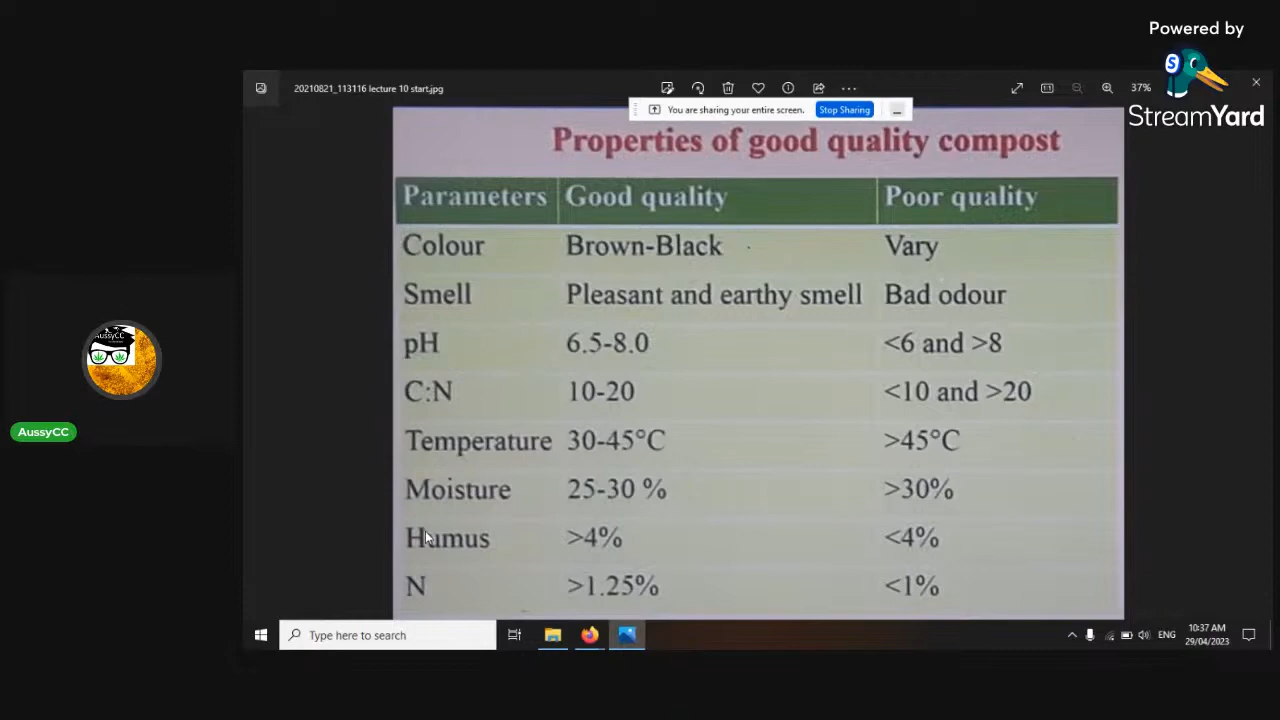 Powered by
StreamYard
20210821_113116 lecture 10 start.jpg
37%
You are sharing your entire screen.
Stop Sharing
Properties of good quality compost
Parameters Good quality Poor quality
Colour Brown-Black Vary
Smell Pleasant and earthy smell Bad odour
pH 6.5-8.0 <6 and >8
C:N 10-20 <10 and >20
Temperature 30-45°C >45°C
Moisture 25-30 % >30%
Humus >4% <4%
N >1.25% <1%
AussyCC
AussyCC
Type here to search
ENG
10:37 AM
29/04/2023